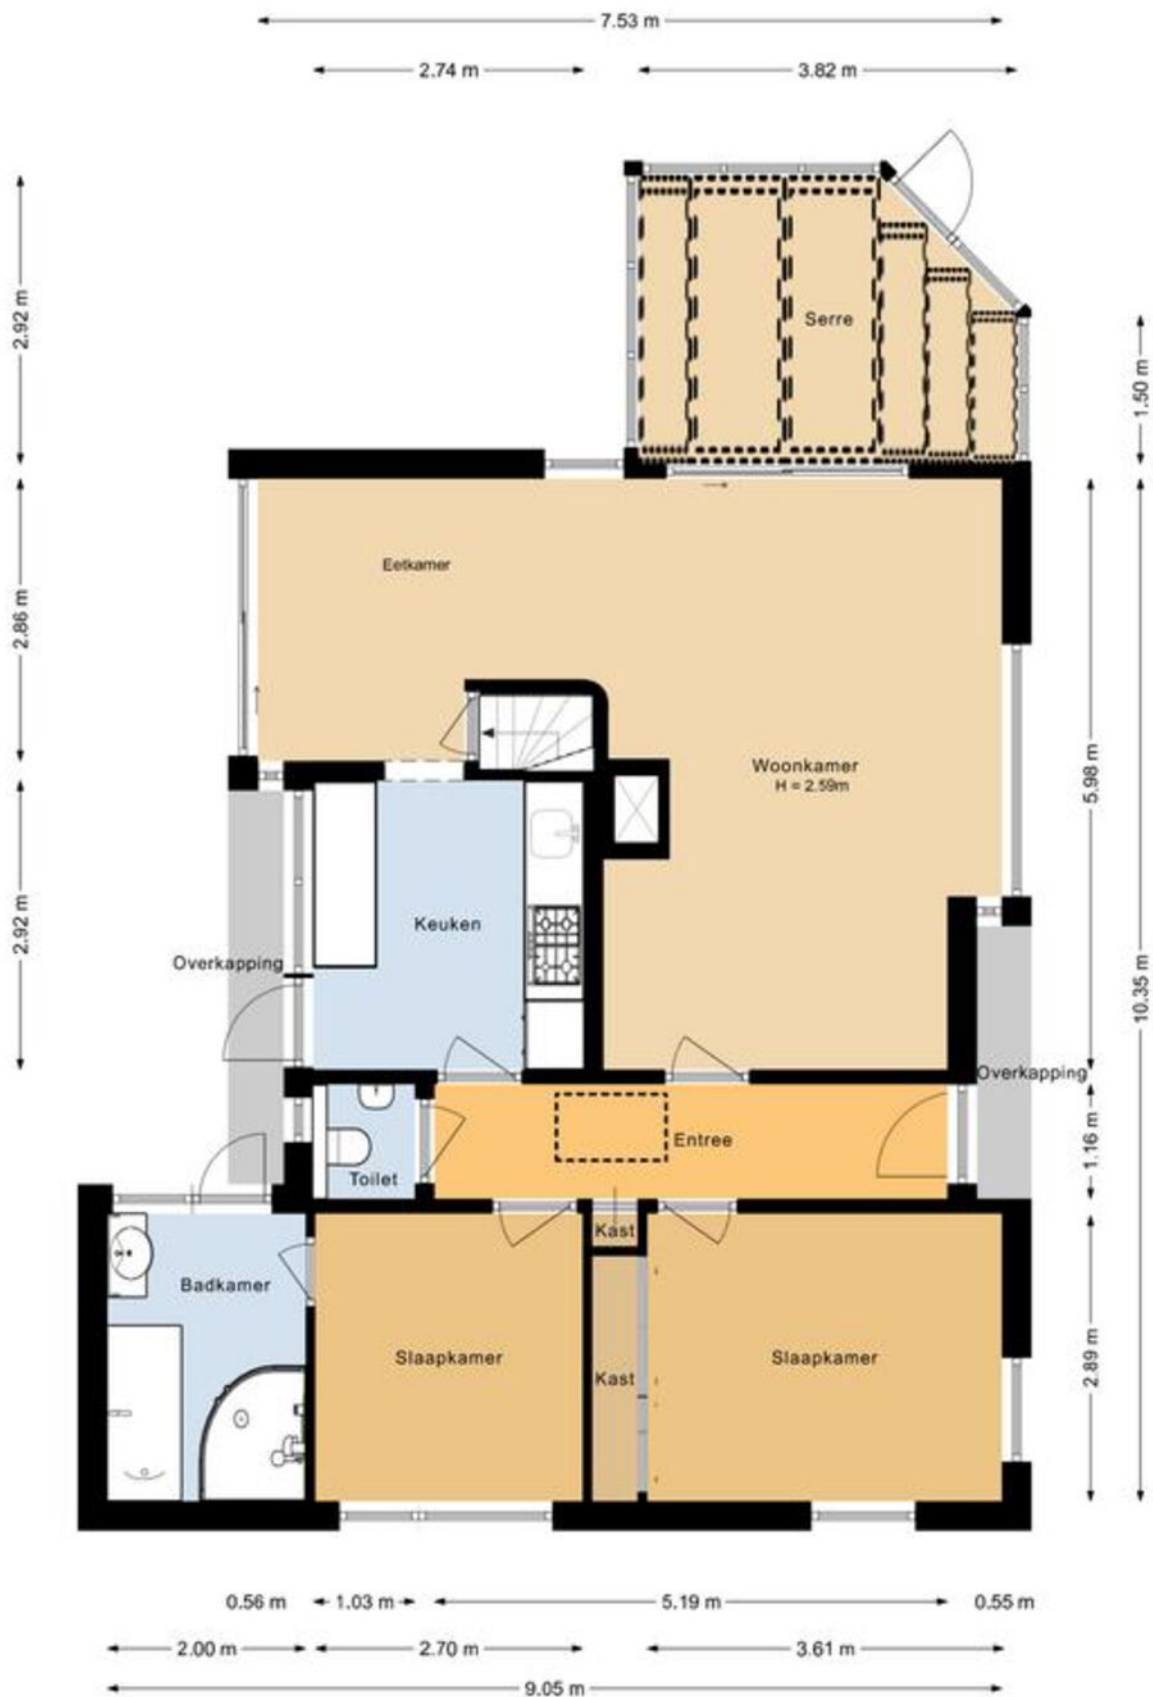 7.53 m
2.74 m
3.82 m
2.92 m
Serre
1.50 m
Eetkamer
2.86 m
Woonkamer
H = 2.59m
5.98 m
Keuken
2.92 m
Overkapping
10.35 m
Overkapping
Entree
1.16 m
Toilet
Kast
Badkamer
Slaapkamer
Kast
Slaapkamer
2.89 m
0.56 m
1.03 m
5.19 m
0.55 m
2.00 m
2.70 m
3.61 m
9.05 m